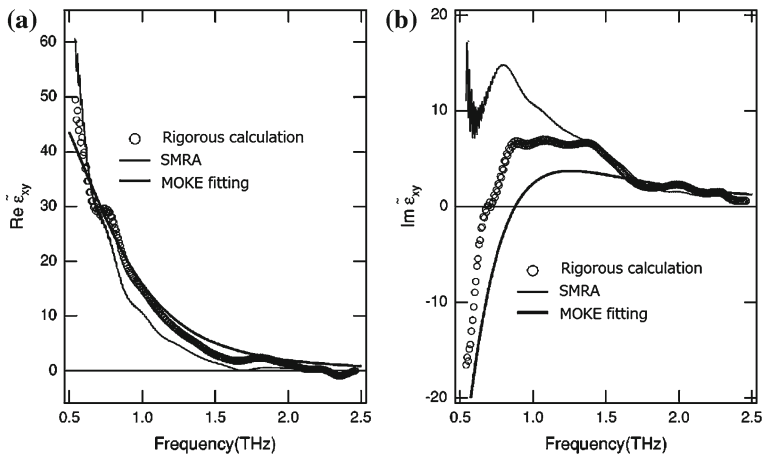 (a)
60
50
40
30
20
10
0
Re ε̃xy
Rigorous calculation
SMRA
MOKE fitting
0.5 1.0 1.5 2.0 2.5
Frequency(THz)
(b)
20
10
0
-10
-20
Im ε̃xy
Rigorous calculation
SMRA
MOKE fitting
0.5 1.0 1.5 2.0 2.5
Frequency(THz)